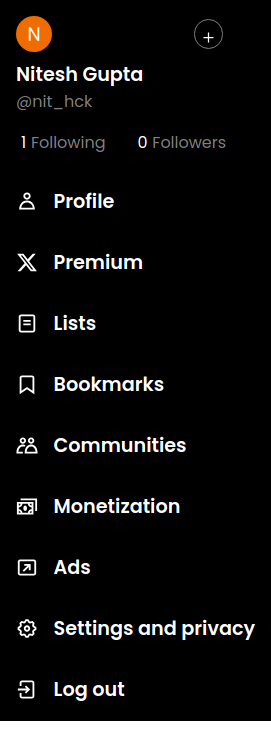 N
Nitesh Gupta
@nit_hck
1 Following 0 Followers
Profile
Premium
Lists
Bookmarks
Communities
Monetization
Ads
Settings and privacy
Log out